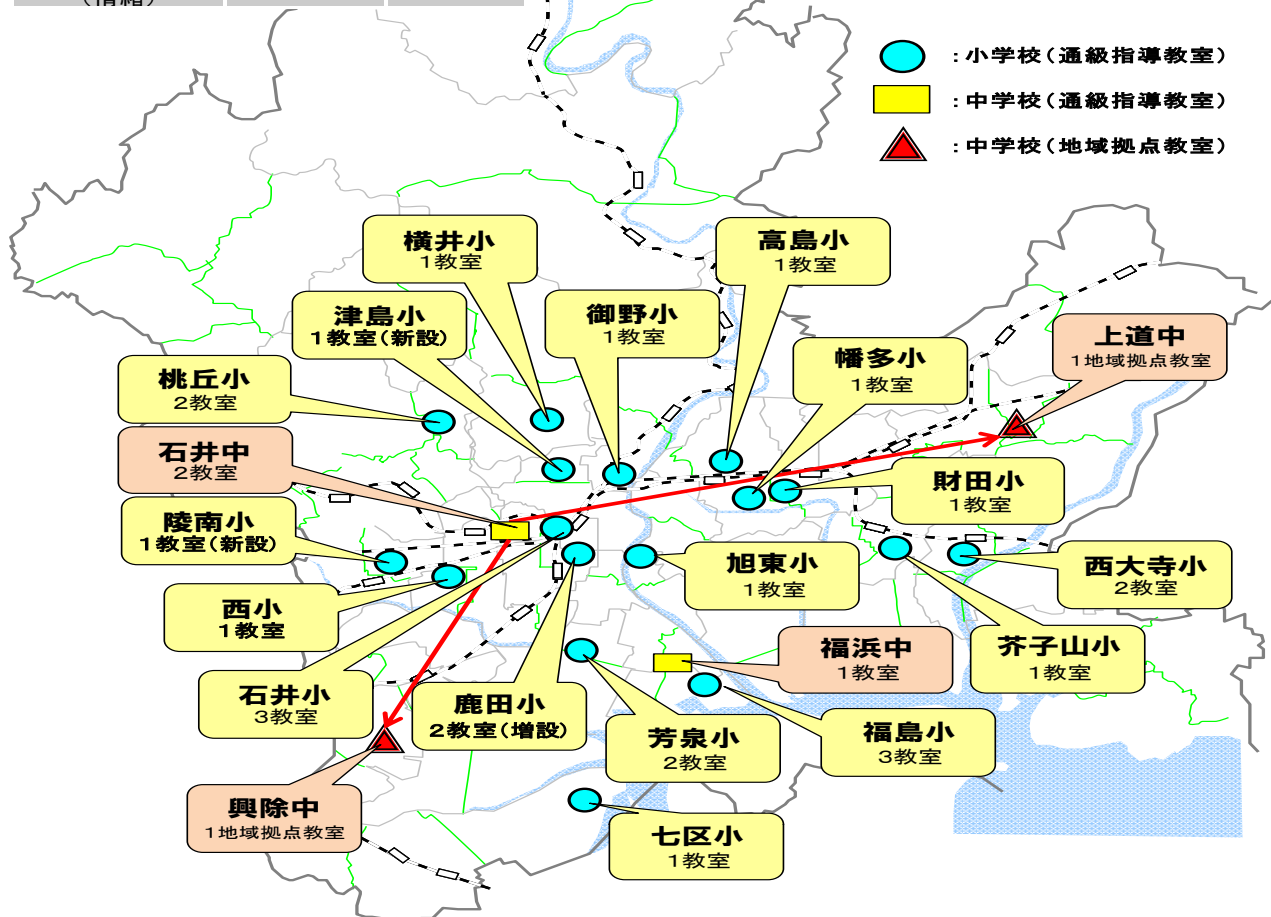 (情緒)
:小学校(通級指導教室)
:中学校(通級指導教室)
:中学校(地域拠点教室)
横井小
1教室
高島小
1教室
津島小
1教室(新設)
御野小
1教室
幡多小
1教室
上道中
1地域拠点教室
桃丘小
2教室
石井中
2教室
財田小
1教室
陵南小
1教室(新設)
旭東小
1教室
西大寺小
2教室
西小
1教室
福浜中
1教室
芥子山小
1教室
石井小
3教室
鹿田小
2教室(増設)
芳泉小
2教室
福島小
3教室
興除中
1地域拠点教室
七区小
1教室